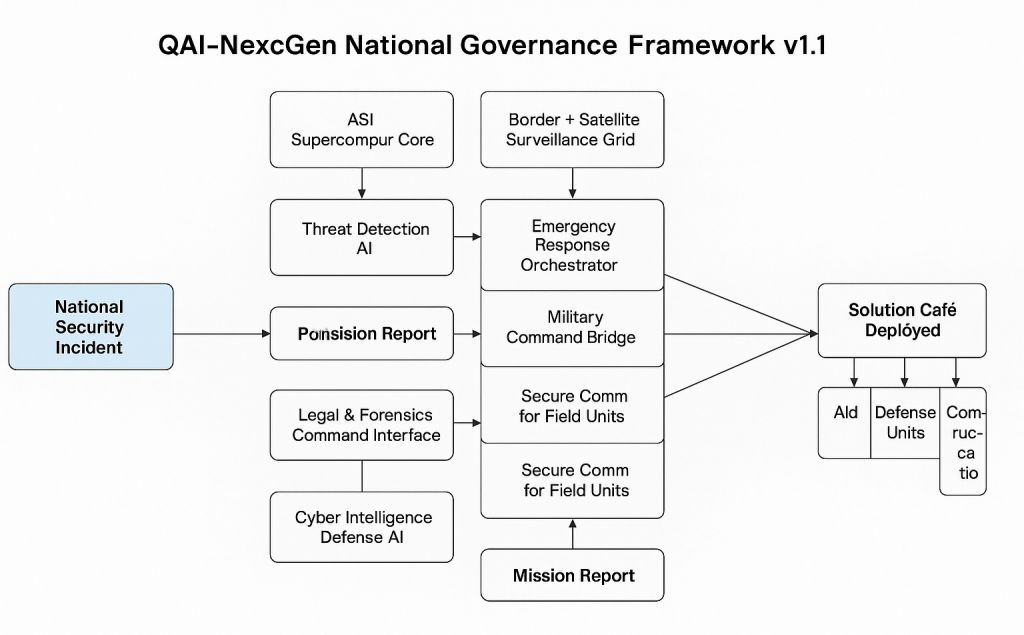 QAI-NexcGen National Governance Framework v1.1
ASI
Supercompur Core
Border + Satellite
Surveillance Grid
Threat Detection
AI
Emergency
Response
Orchestrator
National
Security
Incident
Report
Military
Command Bridge
Solution Café
Deplóyed
Legal & Forensics
Command Interface
Secure Comm
for Field Units
Ald
Defense
Units
Com-
ruc-
ca
tio
Cyber Intelligence
Defense AI
Secure Comm
for Field Units
Mission Report